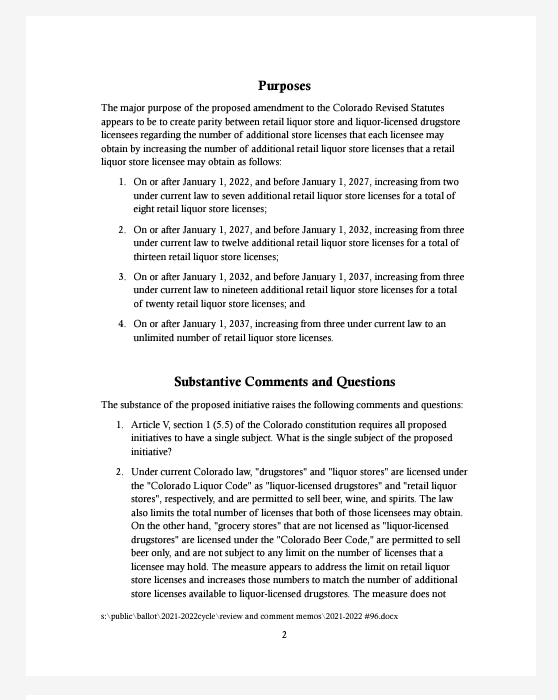 Purposes
The major purpose of the proposed amendment to the Colorado Revised Statutes
appears to be to create parity between retail liquor store and liquor-licensed drugstore
licensees regarding the number of additional store licenses that each licensee may
obtain by increasing the number of additional retail liquor store licenses that a retail
liquor store licensee may obtain as follows:
1. On or after January 1, 2022, and before January 1, 2027, increasing from two
under current law to seven additional retail liquor store licenses for a total of
eight retail liquor store licenses;
2. On or after January 1, 2027, and before January 1, 2032, increasing from three
under current law to twelve additional retail liquor store licenses for a total of
thirteen retail liquor store licenses;
3. On or after January 1, 2032, and before January 1, 2037, increasing from three
under current law to nineteen additional retail liquor store licenses for a total
of twenty retail liquor store licenses; and
4. On or after January 1, 2037, increasing from three under current law to an
unlimited number of retail liquor store licenses.
Substantive Comments and Questions
The substance of the proposed initiative raises the following comments and questions:
1. Article V, section 1 (5.5) of the Colorado constitution requires all proposed
initiatives to have a single subject. What is the single subject of the proposed
initiative?
2. Under current Colorado law, "drugstores" and "liquor stores" are licensed under
the "Colorado Liquor Code" as "liquor-licensed drugstores" and "retail liquor
stores", respectively, and are permitted to sell beer, wine, and spirits. The law
also limits the total number of licenses that both of those licensees may obtain.
On the other hand, "grocery stores" that are not licensed as "liquor-licensed
drugstores" are licensed under the "Colorado Beer Code," are permitted to sell
beer only, and are not subject to any limit on the number of licenses that a
licensee may hold. The measure appears to address the limit on retail liquor
store licenses and increases those numbers to match the number of additional
store licenses available to liquor-licensed drugstores. The measure does not
s:\public\ballot\2021-2022cycle\review and comment memos\2021-2022 #96.docx
2